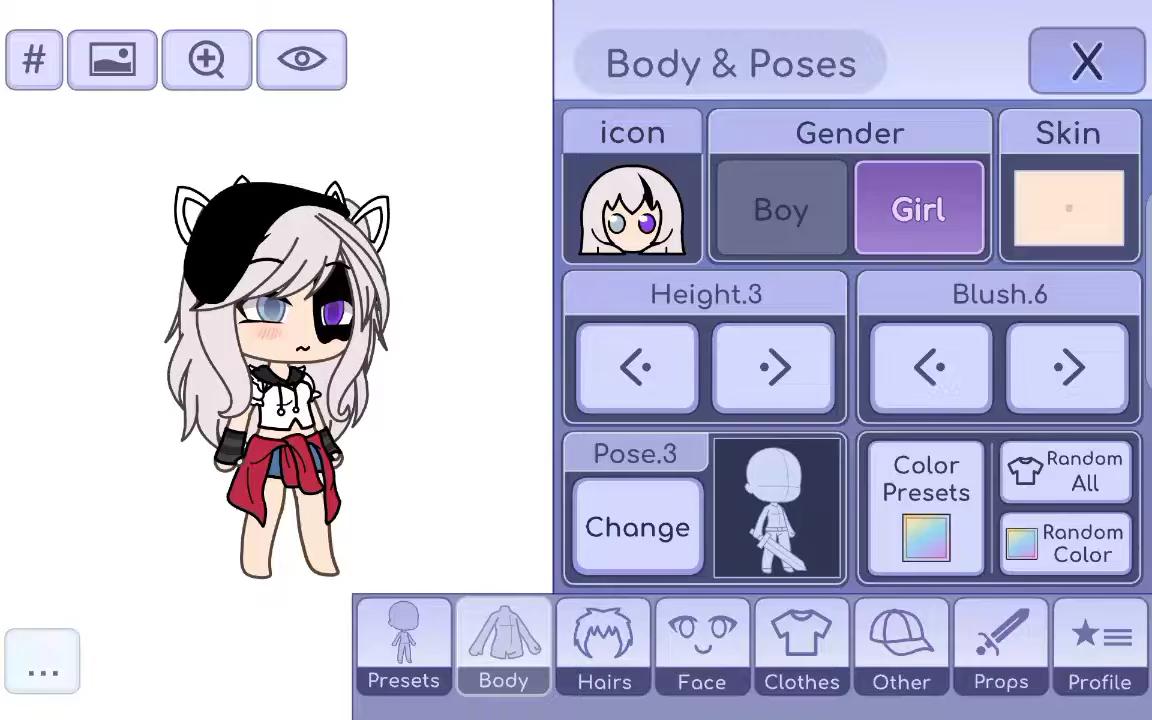 #
Body & Poses
X
icon
Gender
Skin
Boy
Girl
Height.3
Blush.6
Pose.3
Change
Color
Presets
Random
All
Random
Color
...
Presets
Body
Hairs
Face
Clothes
Other
Props
Profile